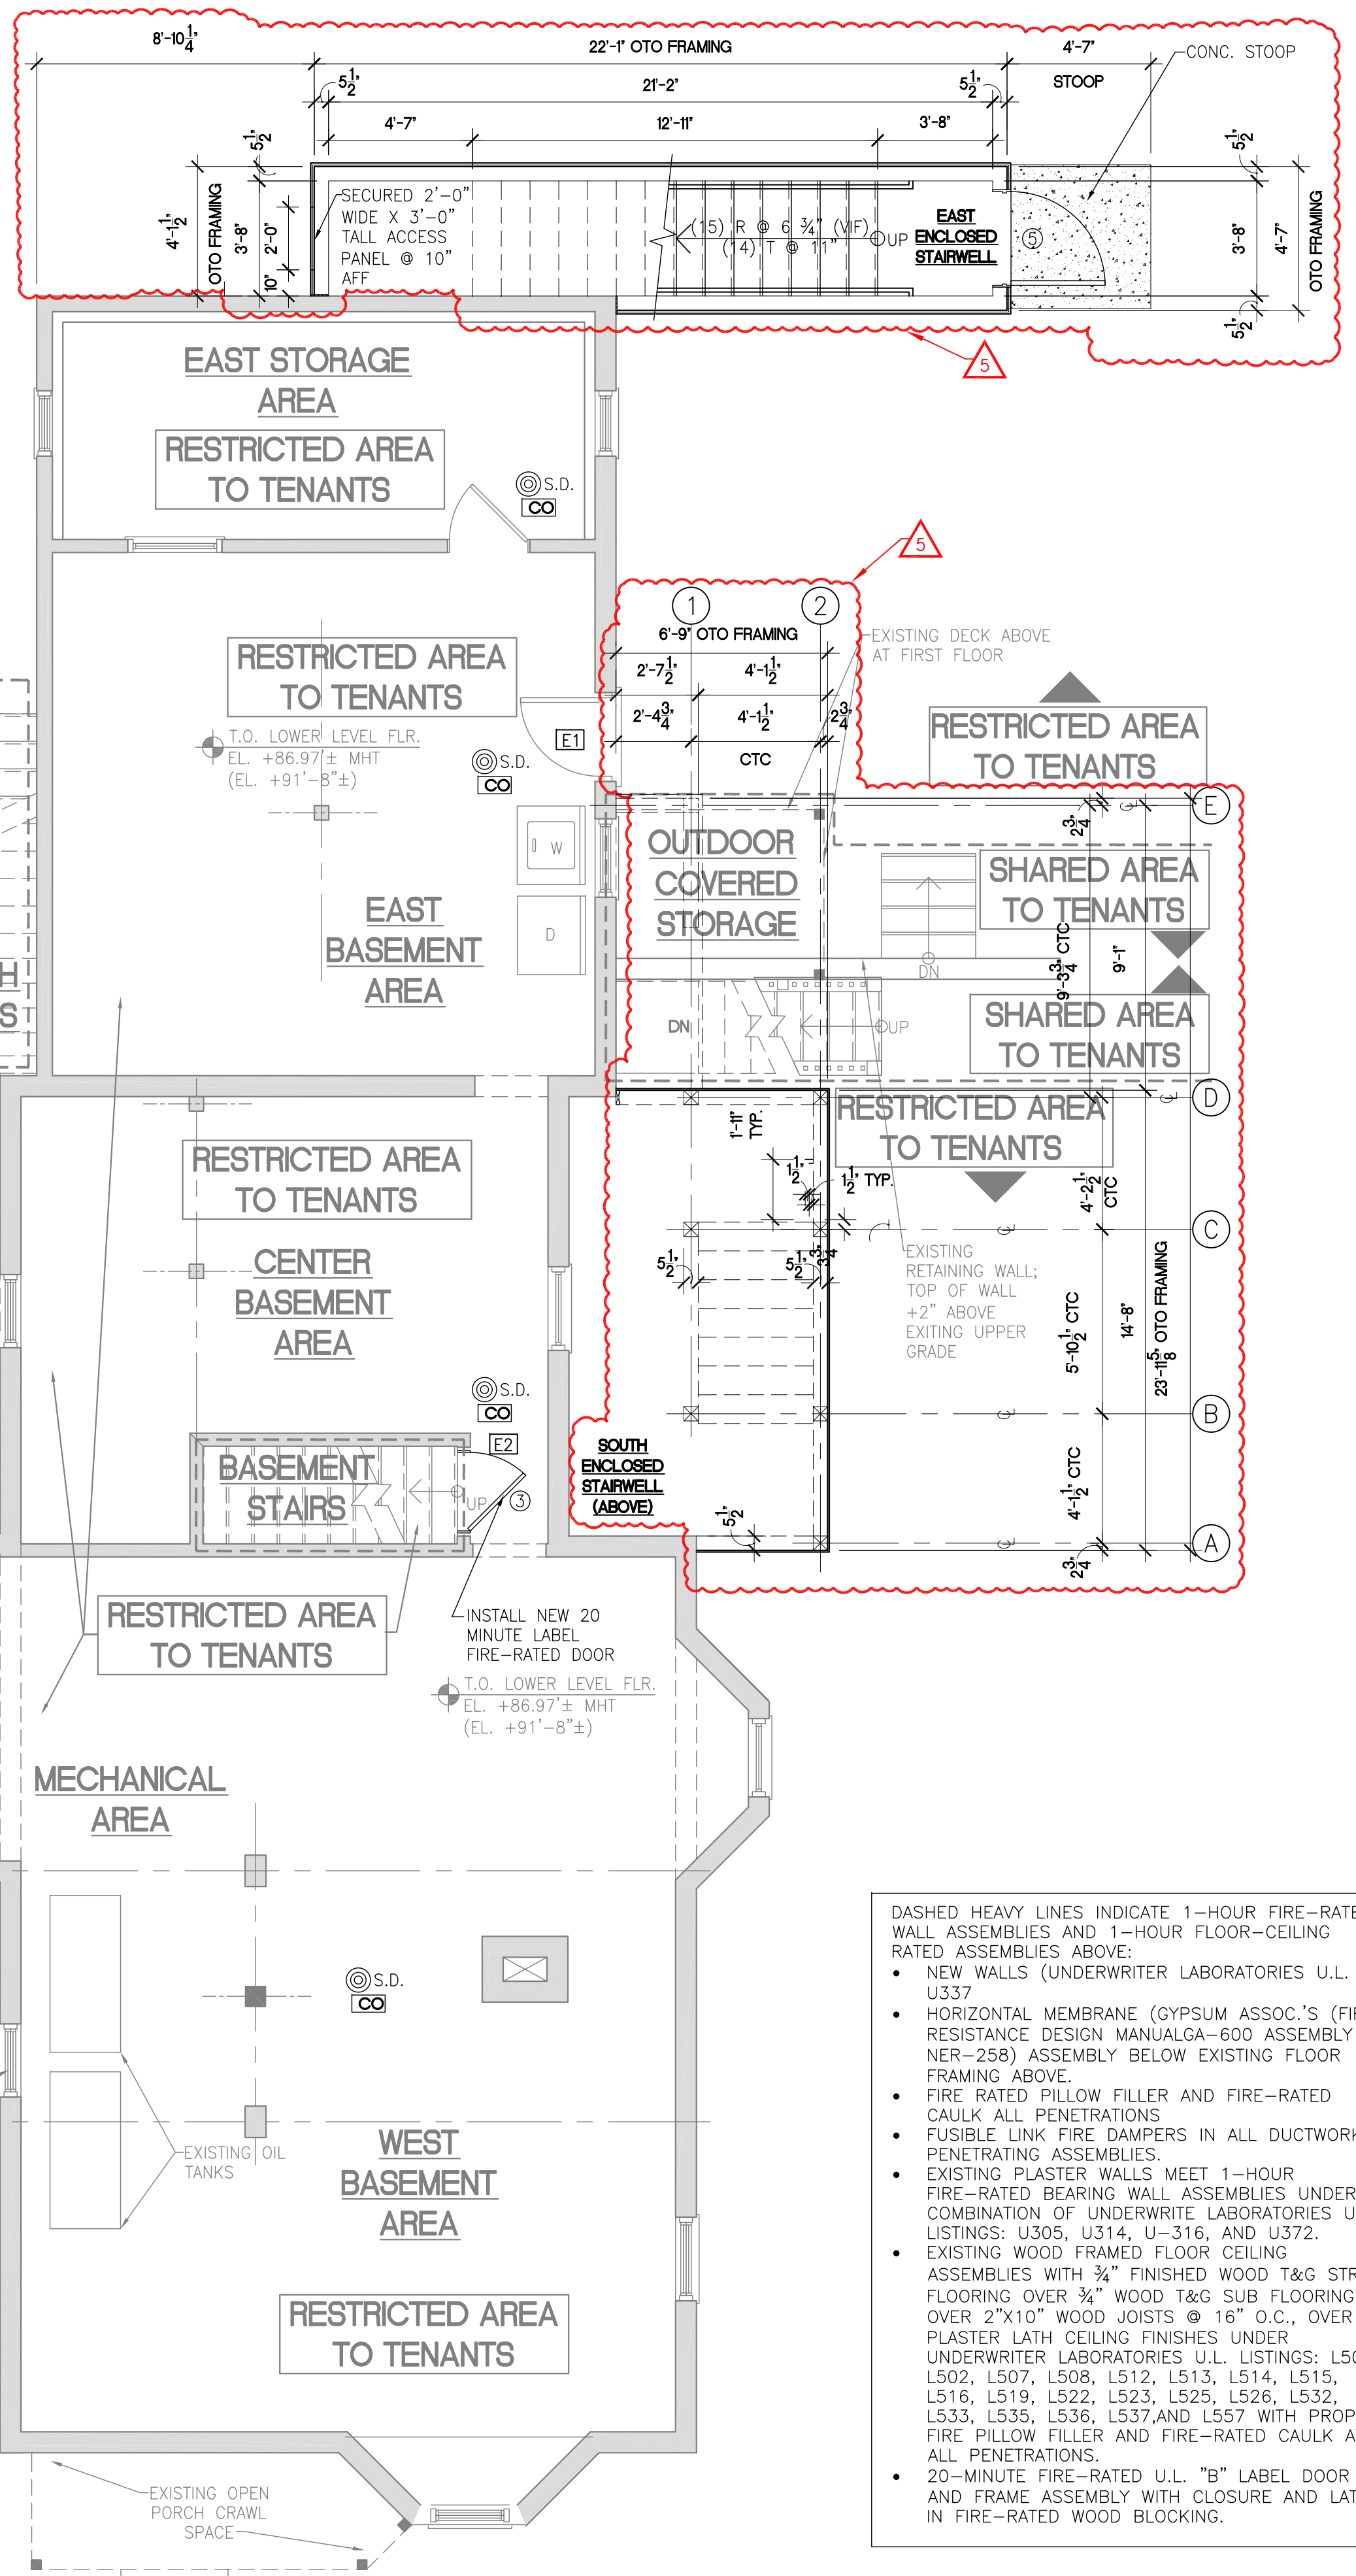 8'-10 1/4"
22'-1" OTO FRAMING
4'-7"
CONC. STOOP
5 1/2"
21'-2"
5 1/2"
STOOP
4'-7"
12'-11"
3'-8"
5 1/2"
5 1/2"
4'-1 1/2"
OTO FRAMING
3'-8"
2'-0"
10"
SECURED 2'-0"
WIDE X 3'-0"
TALL ACCESS
PANEL @ 10"
AFF
(15) R @ 6 ¾" (VIF)
(14) T @ 11"
UP
EAST
ENCLOSED
STAIRWELL
5
3'-8"
4'-7"
OTO FRAMING
5 1/2"
5
EAST STORAGE
AREA
RESTRICTED AREA
TO TENANTS
S.D.
CO
5
1
2
6'-9" OTO FRAMING
EXISTING DECK ABOVE
AT FIRST FLOOR
2'-7 1/2"
4'-1 1/2"
2'-4 3/4"
4'-1 1/2"
2 3/4"
CTC
RESTRICTED AREA
TO TENANTS
T.O. LOWER LEVEL FLR.
EL. +86.97'± MHT
(EL. +91'-8"±)
E1
S.D.
CO
RESTRICTED AREA
TO TENANTS
E
2 3/4"
W
D
OUTDOOR
COVERED
STORAGE
SHARED AREA
TO TENANTS
EAST
BASEMENT
AREA
DN
9'-3 3/4" CTC
9'-1"
H
S
SHARED AREA
TO TENANTS
DN
UP
D
RESTRICTED AREA
TO TENANTS
1'-11"
TYP.
1 1/2"
1 1/2" TYP.
4'-2 1/2"
CTC
RESTRICTED AREA
TO TENANTS
C
CENTER
BASEMENT
AREA
5 1/2"
5 1/2"
3/4"
EXISTING
RETAINING WALL;
TOP OF WALL
+2" ABOVE
EXITING UPPER
GRADE
5'-10 1/2" CTC
14'-8"
23'-11 5/8" OTO FRAMING
S.D.
CO
B
E2
BASEMENT
STAIRS
UP
3
SOUTH
ENCLOSED
STAIRWELL
(ABOVE)
5 1/2"
4'-1 1/2" CTC
A
2 3/4"
RESTRICTED AREA
TO TENANTS
INSTALL NEW 20
MINUTE LABEL
FIRE-RATED DOOR
T.O. LOWER LEVEL FLR.
EL. +86.97'± MHT
(EL. +91'-8"±)
MECHANICAL
AREA
S.D.
CO
EXISTING OIL
TANKS
WEST
BASEMENT
AREA
RESTRICTED AREA
TO TENANTS
EXISTING OPEN
PORCH CRAWL
SPACE
DASHED HEAVY LINES INDICATE 1-HOUR
WALL ASSEMBLIES AND 1-HOUR FLOOR-CEILING
RATED ASSEMBLIES ABOVE:
• NEW WALLS (UNDERWRITER LABORATORIES U.L.
U337
• HORIZONTAL MEMBRANE (GYPSUM ASSOC.'S
RESISTANCE DESIGN MANUALGA-600 ASSEMBLY
NER-258) ASSEMBLY BELOW EXISTING FLOOR
FRAMING ABOVE.
• FIRE RATED PILLOW FILLER AND FIRE-RATED
CAULK ALL PENETRATIONS
• FUSIBLE LINK FIRE DAMPERS IN ALL DUCTWORK
PENETRATING ASSEMBLIES.
• EXISTING PLASTER WALLS MEET 1-HOUR
FIRE-RATED BEARING WALL ASSEMBLIES UNDER
COMBINATION OF UNDERWRITE LABORATORIES
LISTINGS: U305, U314, U-316, AND U372.
• EXISTING WOOD FRAMED FLOOR CEILING
ASSEMBLIES WITH ¾" FINISHED WOOD T&G
FLOORING OVER ¾" WOOD T&G SUB FLOORING
OVER 2"X10" WOOD JOISTS @ 16" O.C., OVER
PLASTER LATH CEILING FINISHES UNDER
UNDERWRITER LABORATORIES U.L. LISTINGS:
L502, L507, L508, L512, L513, L514, L515,
L516, L519, L522, L523, L525, L526, L532,
L533, L535, L536, L537,AND L557 WITH
FIRE PILLOW FILLER AND FIRE-RATED CAULK
ALL PENETRATIONS.
• 20-MINUTE FIRE-RATED U.L. "B" LABEL DOOR
AND FRAME ASSEMBLY WITH CLOSURE AND
IN FIRE-RATED WOOD BLOCKING.